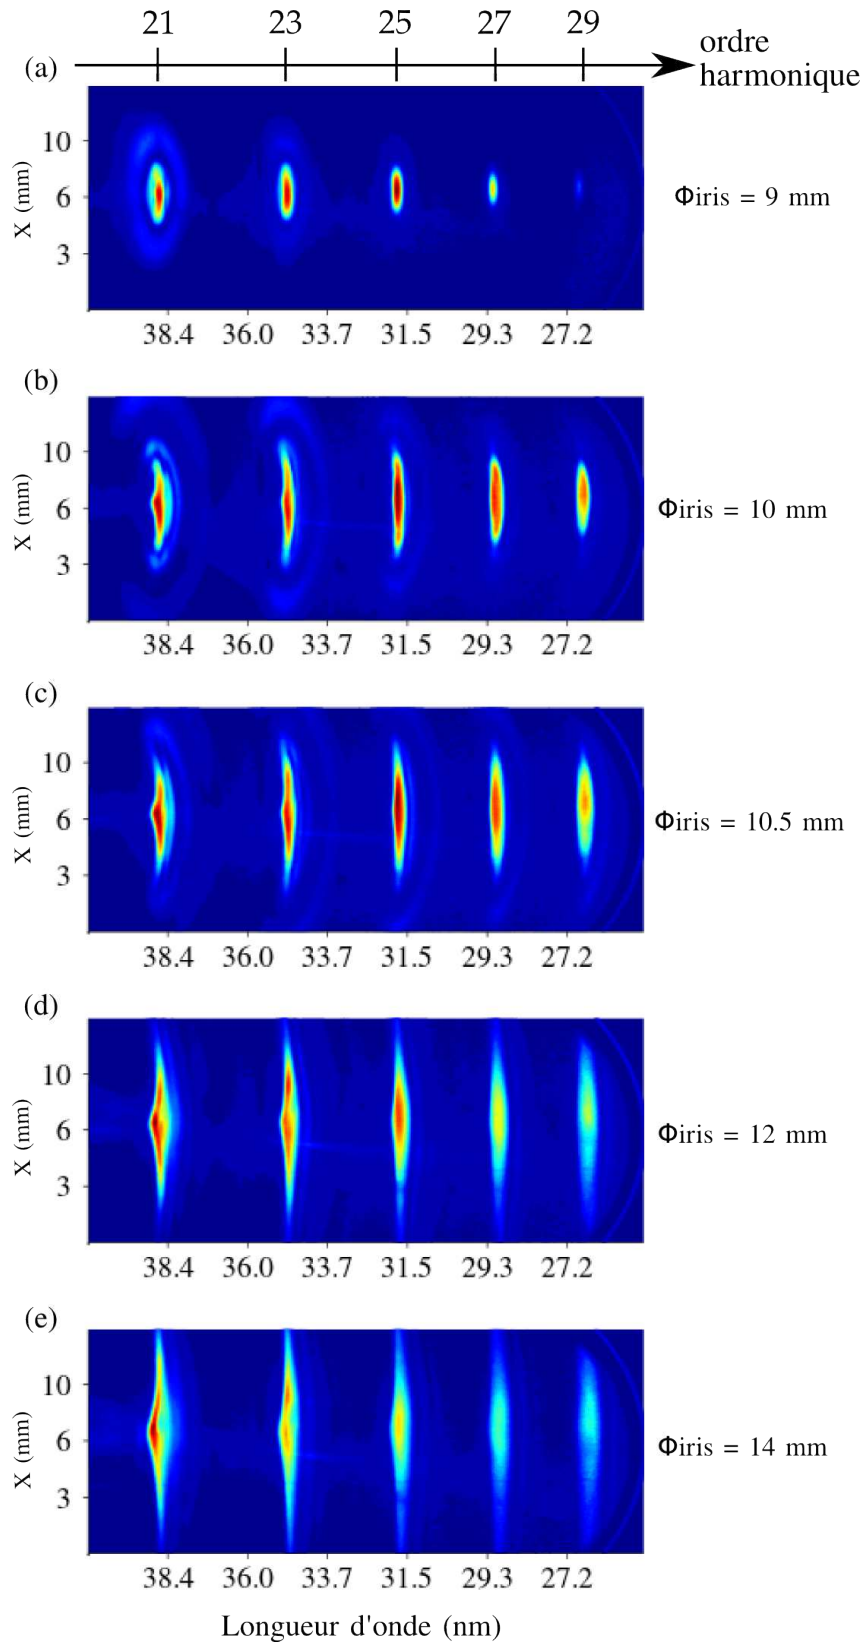 21 23 25 27 29
ordre
harmonique
(a)
10
6
3
X (mm)
Φiris = 9 mm
38.4 36.0 33.7 31.5 29.3 27.2
(b)
10
6
3
X (mm)
Φiris = 10 mm
38.4 36.0 33.7 31.5 29.3 27.2
(c)
10
6
3
X (mm)
Φiris = 10.5 mm
38.4 36.0 33.7 31.5 29.3 27.2
(d)
10
6
3
X (mm)
Φiris = 12 mm
38.4 36.0 33.7 31.5 29.3 27.2
(e)
10
6
3
X (mm)
Φiris = 14 mm
38.4 36.0 33.7 31.5 29.3 27.2
Longueur d'onde (nm)